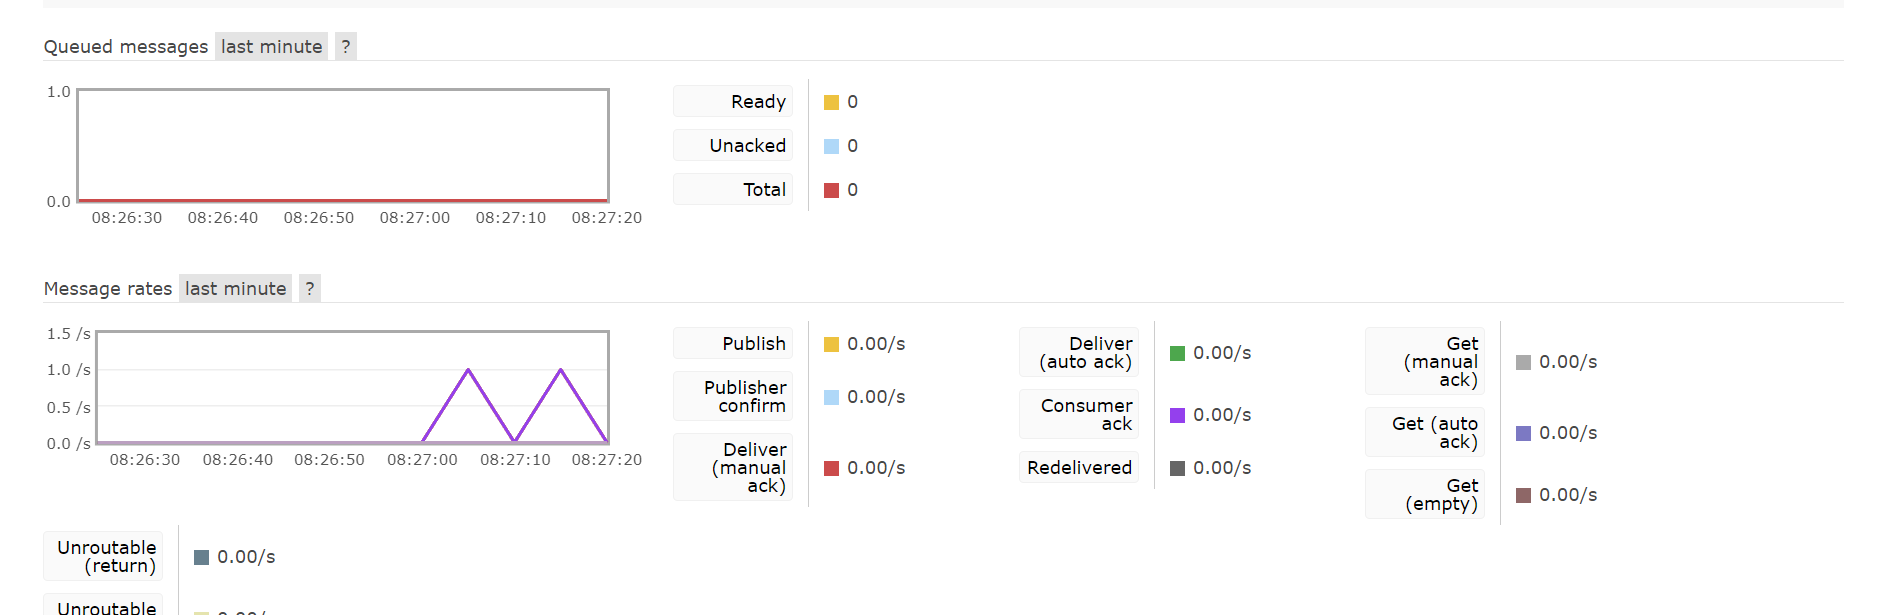 Queued messages last minute ?
1.0
0.0
08:26:30 08:26:40 08:26:50 08:27:00 08:27:10 08:27:20
Ready 0
Unacked 0
Total 0
Message rates last minute ?
1.5 /s
1.0 /s
0.5 /s
0.0 /s
08:26:30 08:26:40 08:26:50 08:27:00 08:27:10 08:27:20
Publish 0.00/s
Publisher
confirm 0.00/s
Deliver
(manual
ack) 0.00/s
Deliver
(auto ack) 0.00/s
Consumer
ack 0.00/s
Redelivered 0.00/s
Get
(manual
ack) 0.00/s
Get (auto
ack) 0.00/s
Get
(empty) 0.00/s
Unroutable
(return) 0.00/s
Unroutable